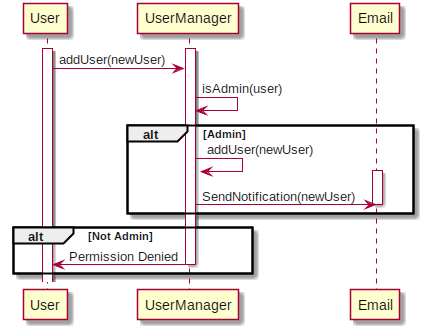 User UserManager Email
addUser(newUser)
isAdmin(user)
alt [Admin]
addUser(newUser)
SendNotification(newUser)
alt [Not Admin]
Permission Denied
User UserManager Email